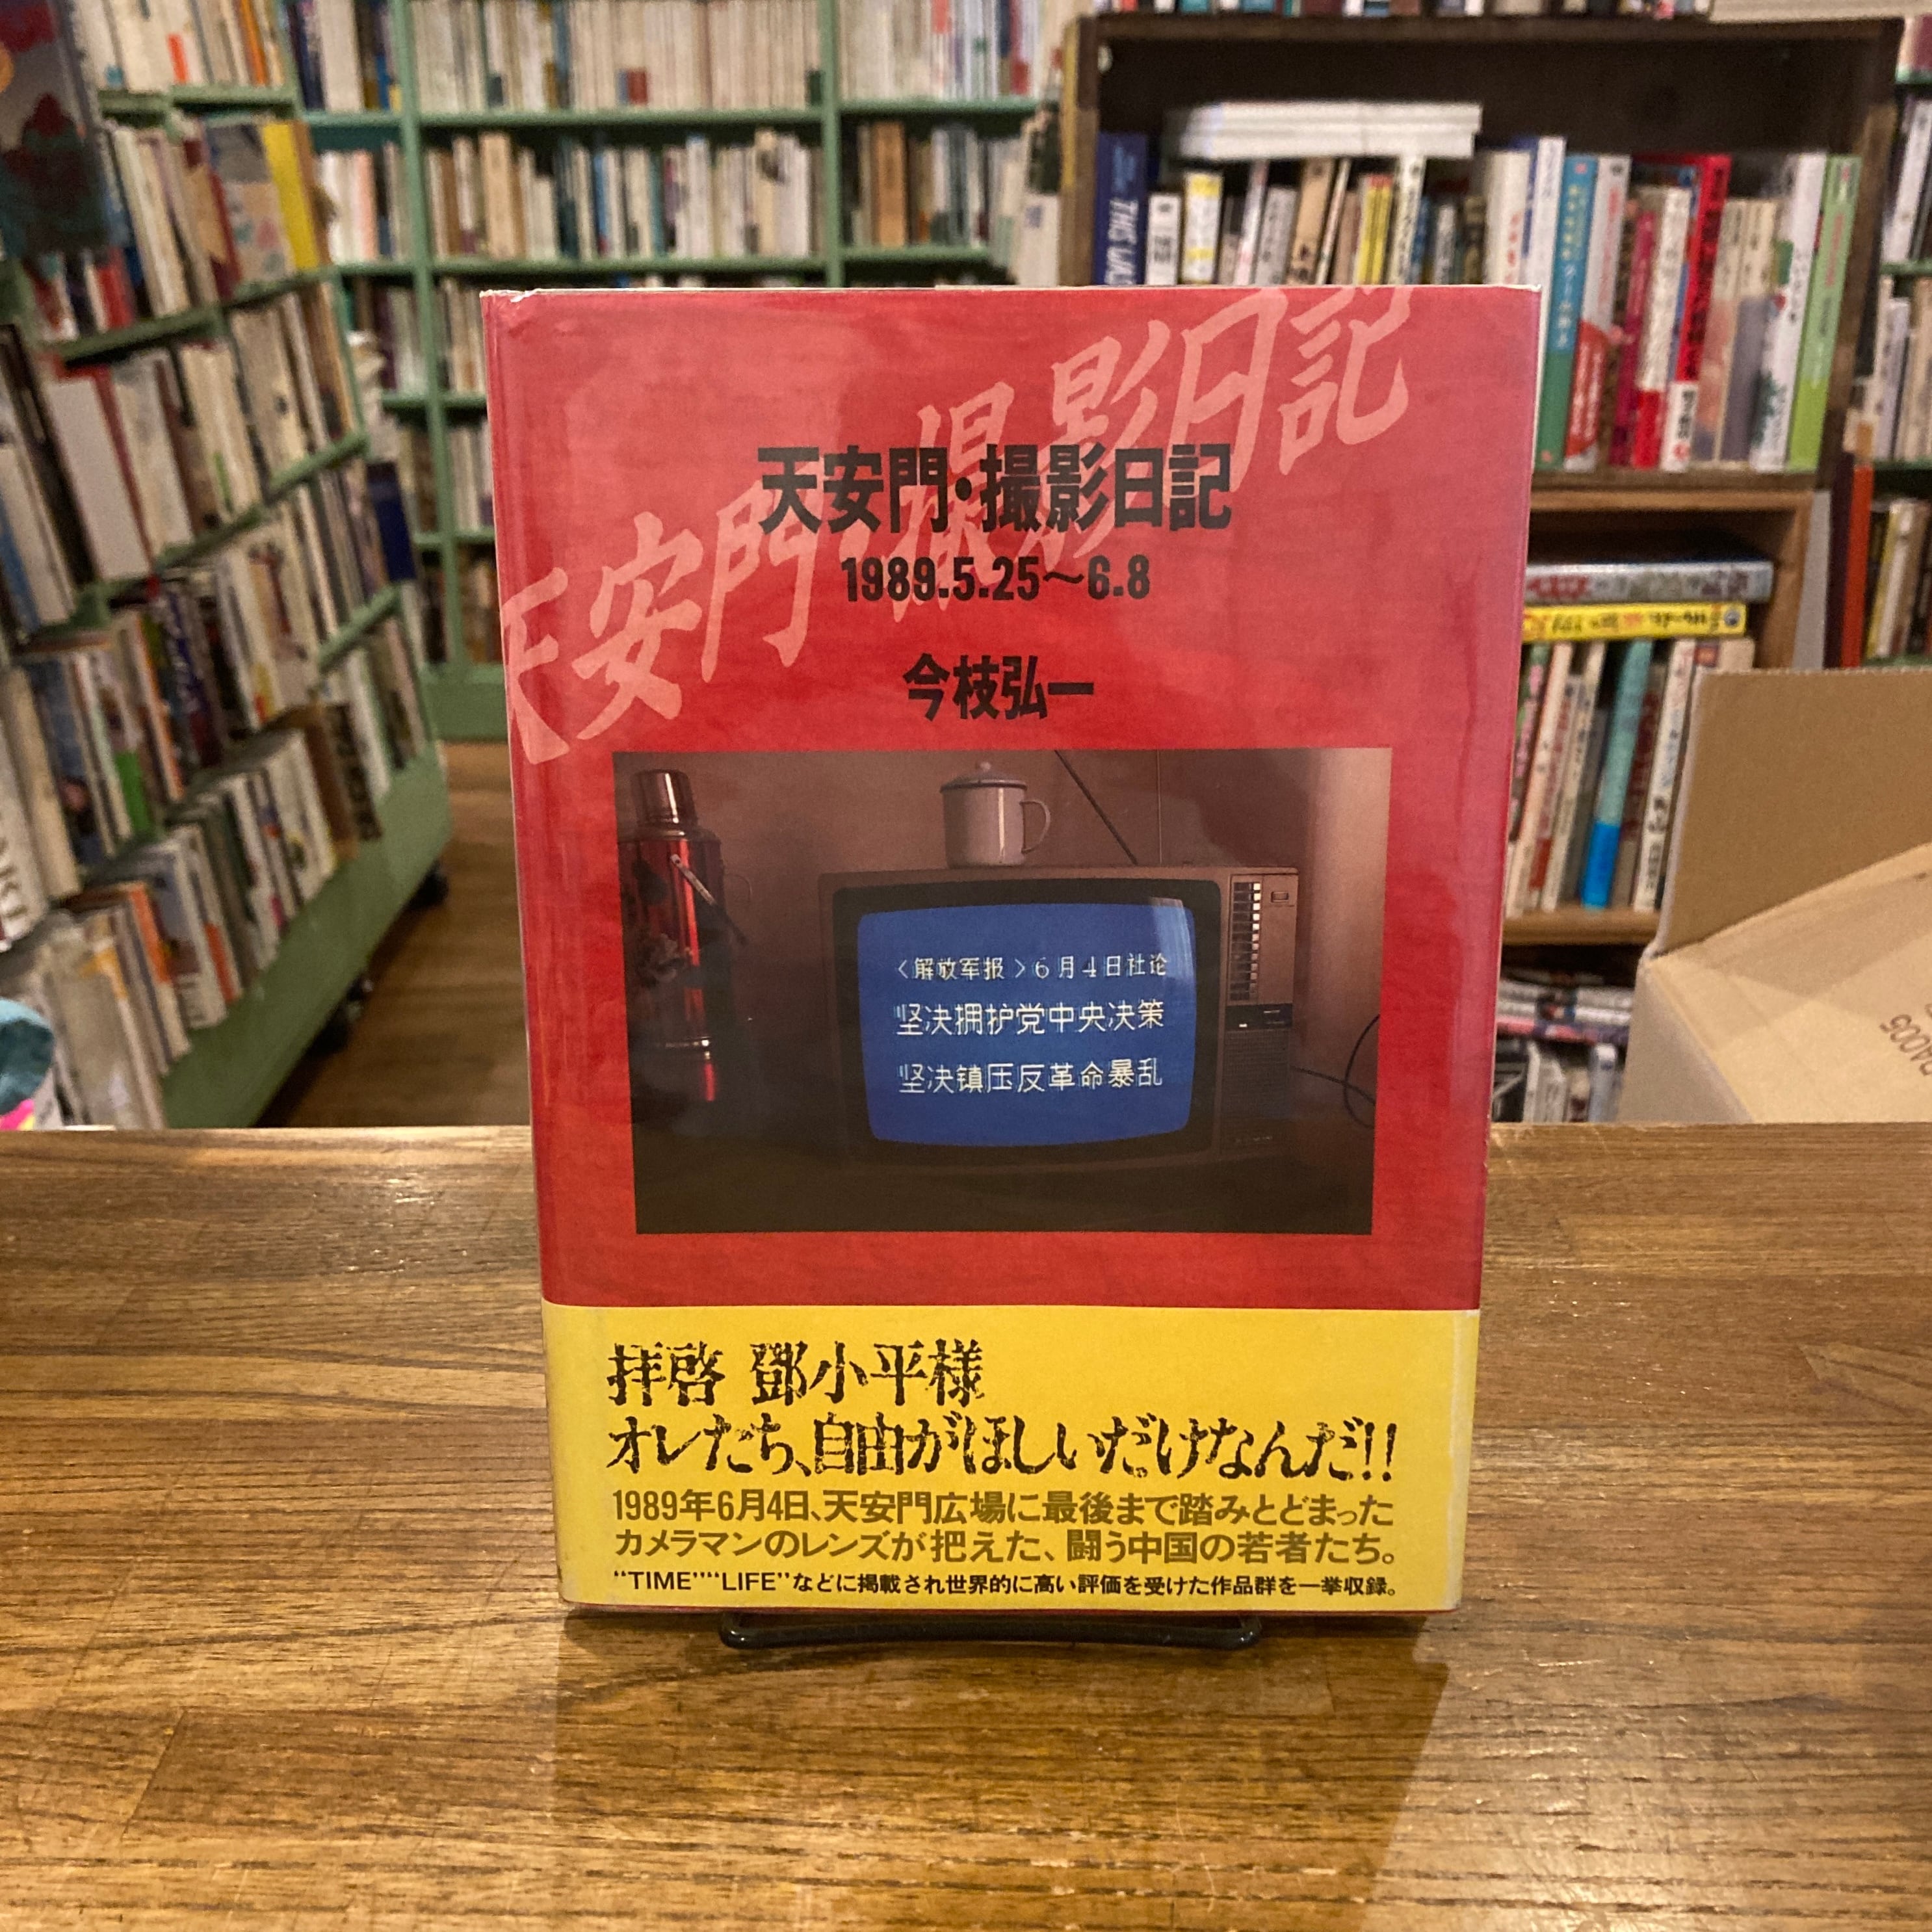 天安門・撮影日記
天安門・撮影日記
1989.5.25〜6.8
今枝弘一
〈解放军报〉6月4日社论
坚决拥护党中央决策
坚决镇压反革命暴乱
拝啓 鄧小平様
オレたち、自由がほしいだけなんだ!!
1989年6月4日、天安門広場に最後まで踏みとどまった
カメラマンのレンズが把えた、闘う中国の若者たち。
“TIME”“LIFE”などに掲載され世界的に高い評価を受けた作品群を一挙収録。